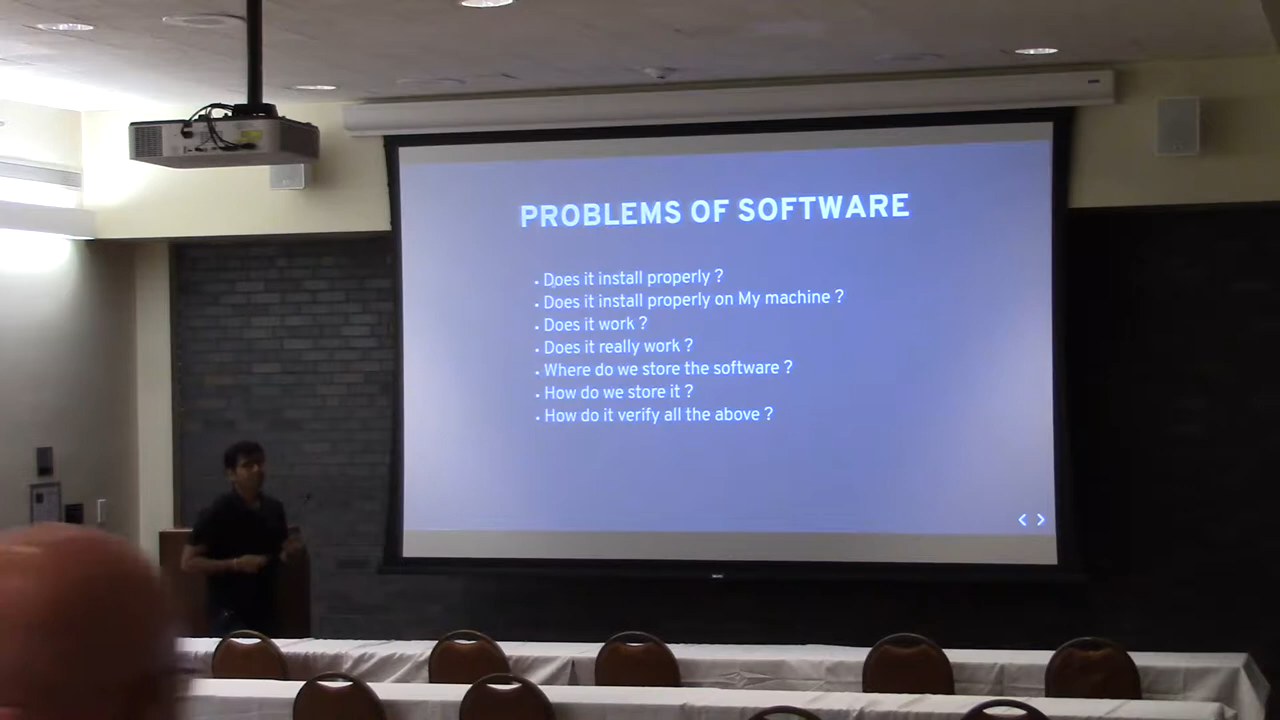 PROBLEMS OF SOFTWARE
• Does it install properly ?
• Does it install properly on My machine ?
• Does it work ?
• Does it really work ?
• Where do we store the software ?
• How do we store it ?
• How do it verify all the above ?
< >